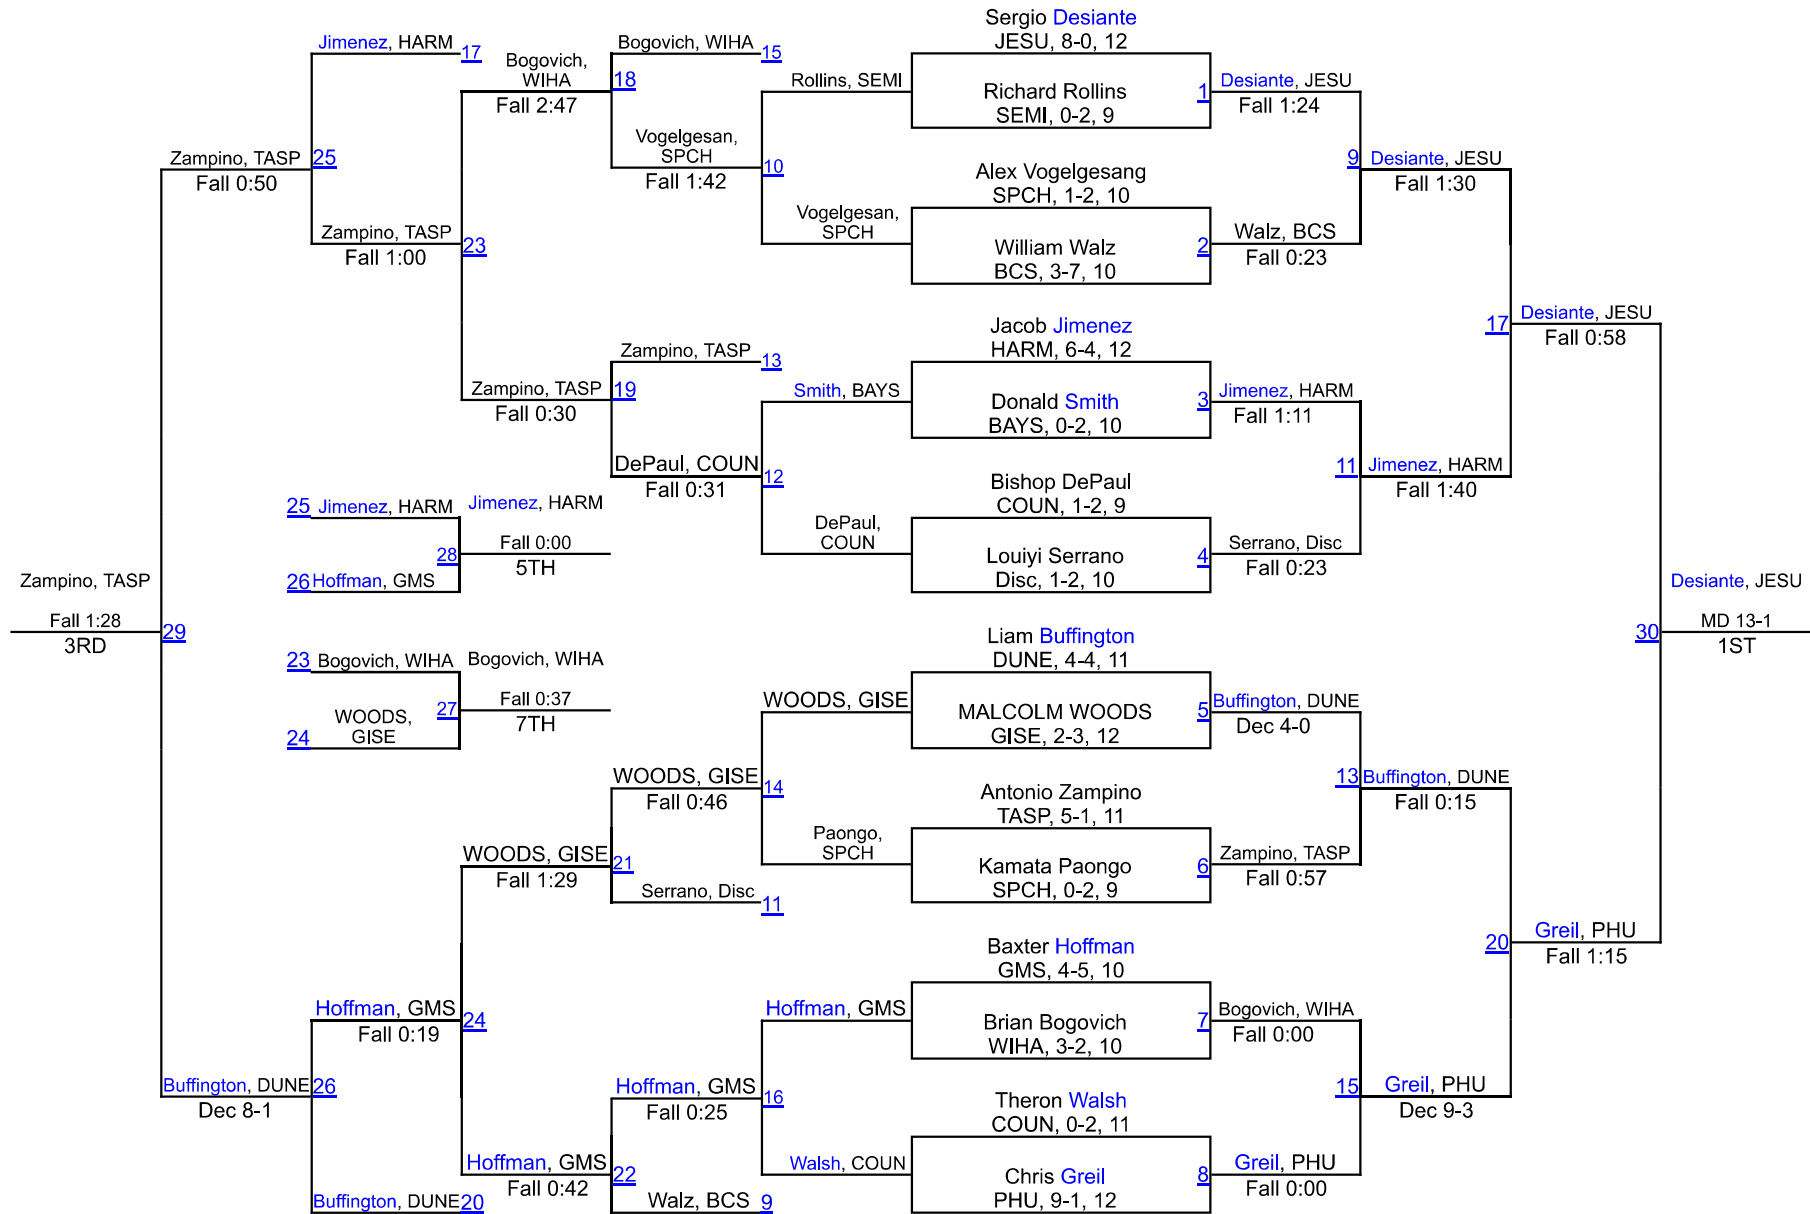 Sergio Desiante
JESU, 8-0, 12
Jimenez, HARM
17
Bogovich, WIHA
15
Bogovich,
WIHA
18
Fall 2:47
Rollins, SEMI
Richard Rollins
SEMI, 0-2, 9
1
Desiante, JESU
Fall 1:24
Vogelgesan,
SPCH
10
Fall 1:42
Zampino, TASP
25
Fall 0:50
Alex Vogelgesang
SPCH, 1-2, 10
9
Desiante, JESU
Fall 1:30
Vogelgesan,
SPCH
Zampino, TASP
23
Fall 1:00
William Walz
BCS, 3-7, 10
2
Walz, BCS
Fall 0:23
Jacob Jimenez
HARM, 6-4, 12
17
Desiante, JESU
Fall 0:58
Zampino, TASP
13
Zampino, TASP
19
Fall 0:30
Smith, BAYS
Donald Smith
BAYS, 0-2, 10
3
Jimenez, HARM
Fall 1:11
DePaul, COUN
12
Fall 0:31
Bishop DePaul
COUN, 1-2, 9
11
Jimenez, HARM
Fall 1:40
25
Jimenez, HARM
Jimenez, HARM
DePaul,
COUN
28
Fall 0:00
5TH
Louiyi Serrano
Disc, 1-2, 10
4
Serrano, Disc
Fall 0:23
26
Hoffman, GMS
Zampino, TASP
Fall 1:28
29
3RD
Desiante, JESU
30
MD 13-1
1ST
Liam Buffington
DUNE, 4-4, 11
23
Bogovich, WIHA
Bogovich, WIHA
27
Fall 0:37
7TH
WOODS,
GISE
24
WOODS, GISE
MALCOLM WOODS
GISE, 2-3, 12
5
Buffington, DUNE
Dec 4-0
WOODS, GISE
14
Fall 0:46
Antonio Zampino
TASP, 5-1, 11
13
Buffington, DUNE
Fall 0:15
Paongo,
SPCH
WOODS, GISE
21
Fall 1:29
Kamata Paongo
SPCH, 0-2, 9
6
Zampino, TASP
Fall 0:57
Serrano, Disc
11
Baxter Hoffman
GMS, 4-5, 10
20
Greil, PHU
Fall 1:15
Hoffman, GMS
24
Fall 0:19
Hoffman, GMS
Brian Bogovich
WIHA, 3-2, 10
7
Bogovich, WIHA
Fall 0:00
Buffington, DUNE
26
Dec 8-1
Hoffman, GMS
16
Fall 0:25
Theron Walsh
COUN, 0-2, 11
15
Greil, PHU
Dec 9-3
Hoffman, GMS
22
Fall 0:42
Walsh, COUN
Chris Greil
PHU, 9-1, 12
8
Greil, PHU
Fall 0:00
Buffington, DUNE
20
Walz, BCS
9